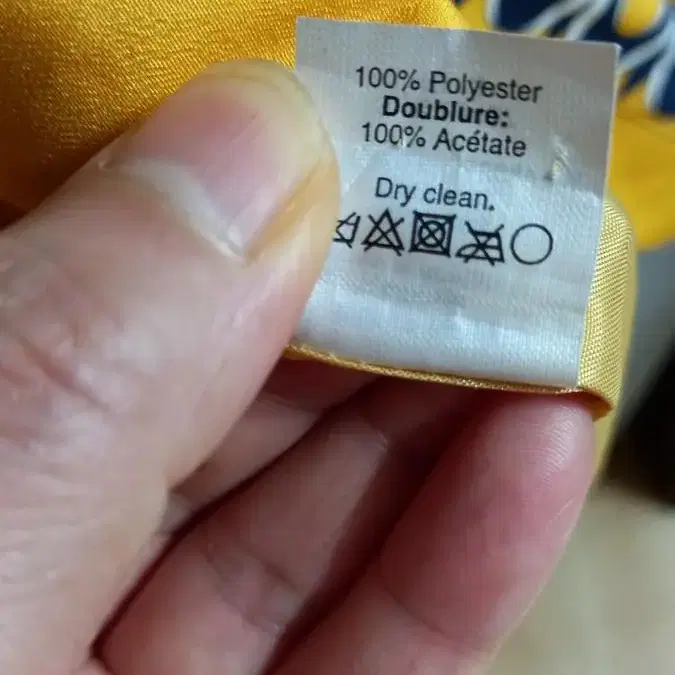 100% Polyester
Doublure:
100% Acétate
Dry clean.